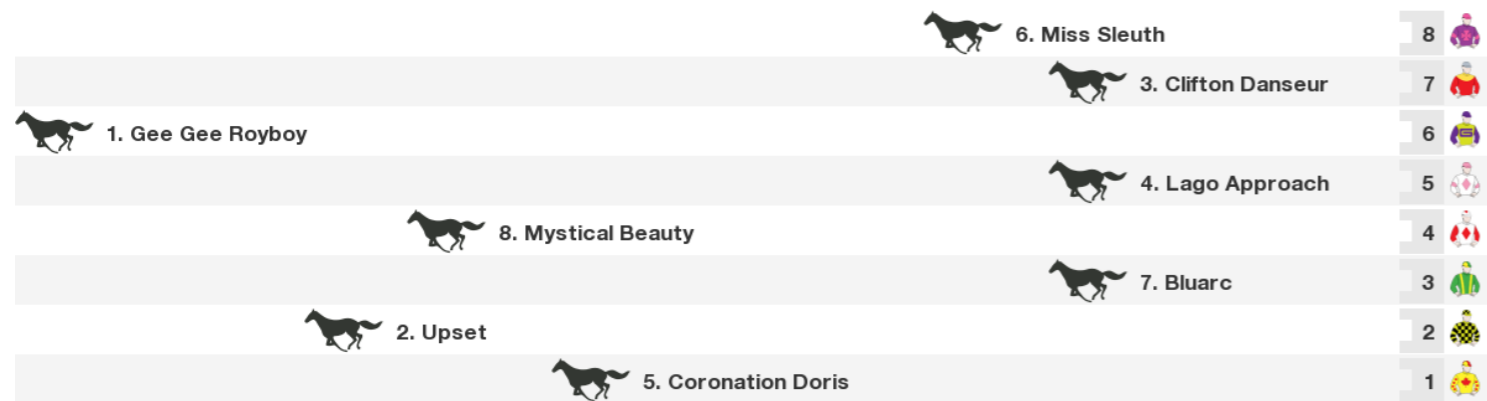 6. Miss Sleuth 8
3. Clifton Danseur 7
1. Gee Gee Royboy 6
4. Lago Approach 5
8. Mystical Beauty 4
7. Bluarc 3
2. Upset 2
5. Coronation Doris 1